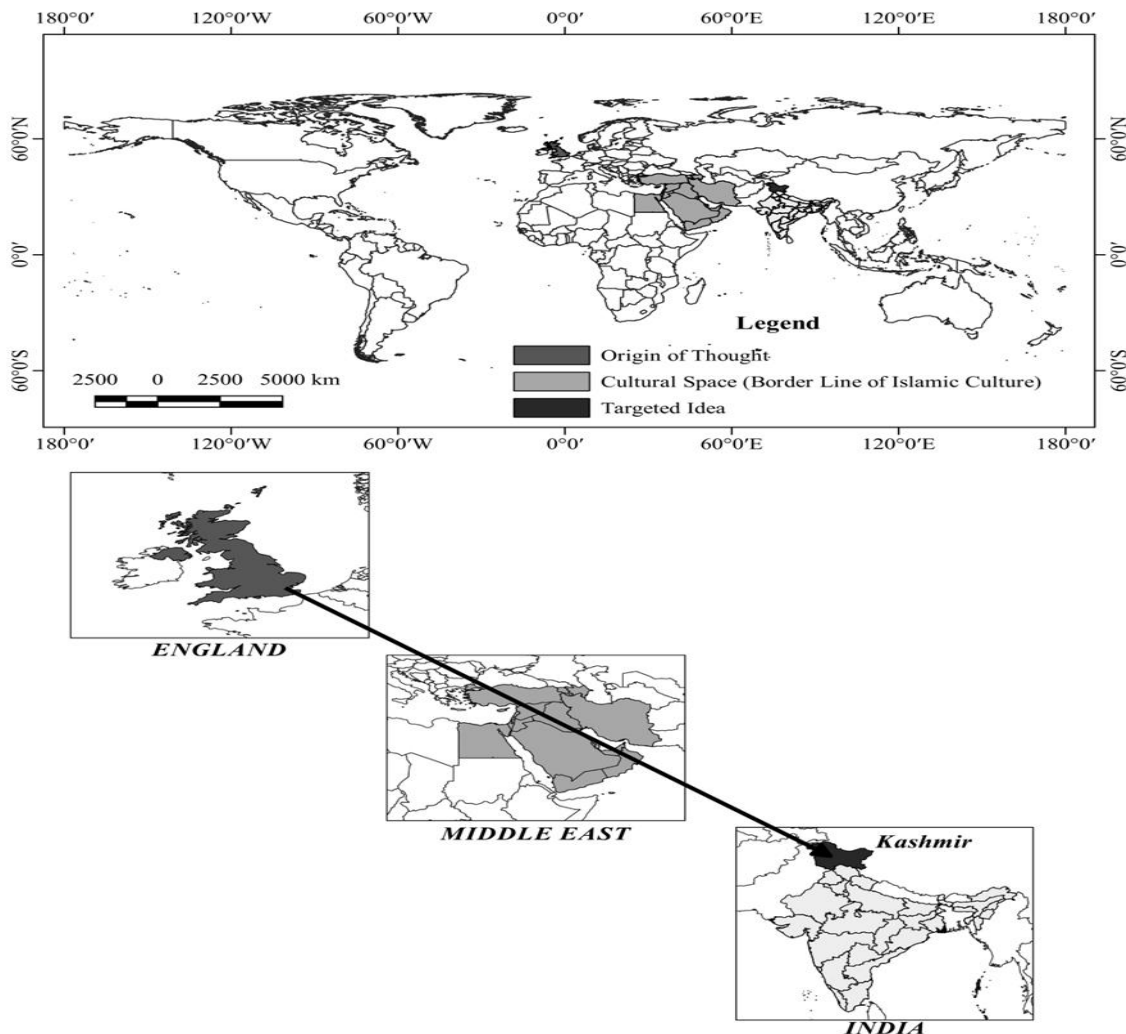 180°0′ 120°0′W 60°0′W 0°0′ 60°0′E 120°0′E 180°0′
60°0′N 60°0′N
0°0′ 0°0′
60°0′S 60°0′S
Legend
Origin of Thought
Cultural Space (Border Line of Islamic Culture)
Targeted Idea
2500 0 2500 5000 km
180°0′ 120°0′W 60°0′W 0°0′ 60°0′E 120°0′E 180°0′
ENGLAND
MIDDLE EAST
Kashmir
INDIA